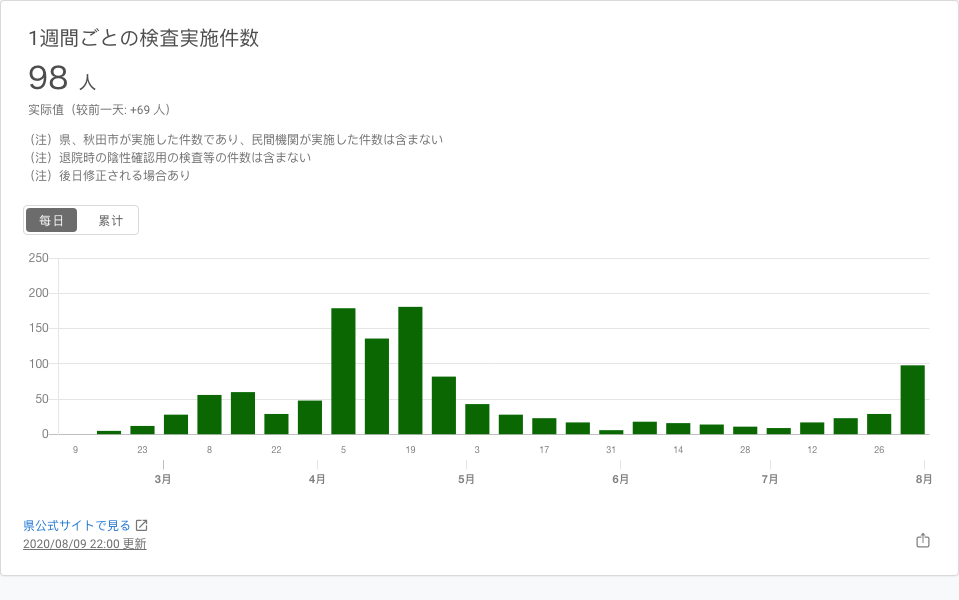 1週間ごとの検査実施件数
98 人
实际值（较前一天: +69 人）
（注）県、秋田市が実施した件数であり、民間機関が実施した件数は含まない
（注）退院時の陰性確認用の検査等の件数は含まない
（注）後日修正される場合あり
每日 累计
250
200
150
100
50
0
9 23 8 22 5 19 3 17 31 14 28 12 26
3月 4月 5月 6月 7月 8月
県公式サイトで見る
2020/08/09 22:00 更新